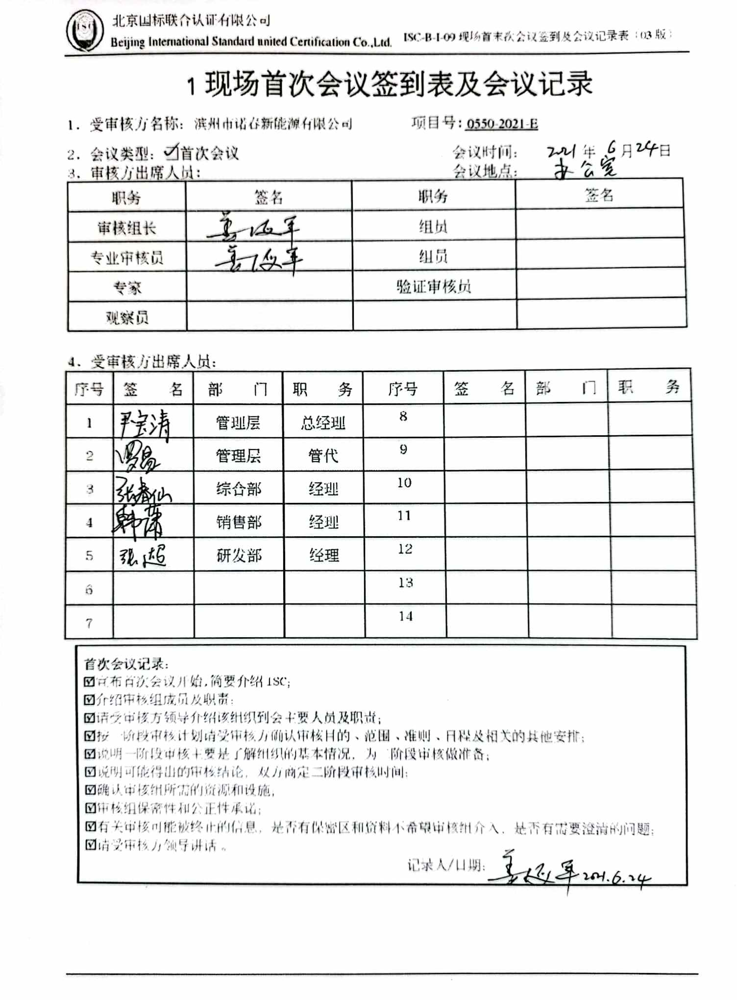 ISC
北京国标联合认证有限公司
Beijing International Standard united Certification Co.,Ltd. ISC-B-I-09 现场首末次会议签到及会议记录表（03 版）
1 现场首次会议签到表及会议记录
1. 受审核方名称： 滨州市诺春新能源有限公司 项目号：0550-2021-E
2. 会议类型：☑首次会议 会议时间： 2021 年 6 月 24 日
3. 审核方出席人员： 会议地点： 办公室
职务 签名 职务 签名
审核组长 组员
专业审核员 组员
专家 验证审核员
观察员
4. 受审核方出席人员：
序号 签 名 部 门 职 务 序号 签 名 部 门 职 务
1 尹宝清 管理层 总经理 8
2 管理层 管代 9
3 张春仙 综合部 经理 10
4 韩萧 销售部 经理 11
5 张超 研发部 经理 12
6 13
7 14
首次会议记录：
☑宣布首次会议开始,简要介绍 ISC;
☑介绍审核组成员及职责;
☑请受审核方领导介绍该组织到会主要人员及职责;
☑按一阶段审核计划请受审核方确认审核目的、范围、准则、日程及相关的其他安排;
☑说明一阶段审核主要是了解组织的基本情况，为二阶段审核做准备;
☑说明可能得出的审核结论，双方商定二阶段审核时间;
☑确认审核组所需的资源和设施;
☑审核组保密性和公正性承诺;
☑有关审核可能被终止的信息，是否有保密区和资料不希望审核组介入，是否有需要澄清的问题;
☑请受审核方领导讲话。
记录人/日期： 2021.6.24